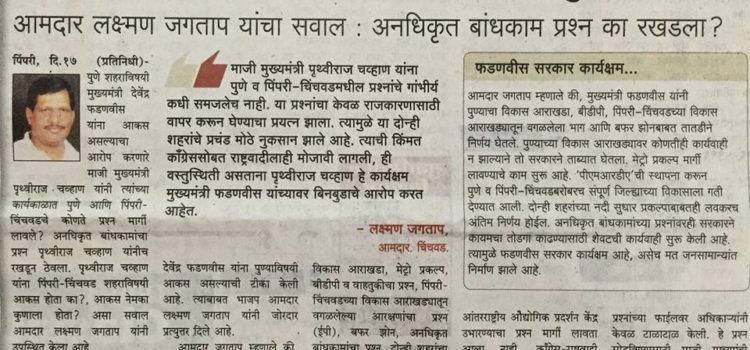 आमदार लक्ष्मण जगताप यांचा सवाल : अनधिकृत बांधकाम प्रश्न का रखडला ?
पिंपरी, दि.१७ (प्रतिनिधी)-
पुणे शहराविषयी
मुख्यमंत्री देवेंद्र
फडणवीस
यांना आकस
असल्याचा
आरोप करणारे
माजी मुख्यमंत्री
पृथ्वीराज चव्हाण यांनी त्यांच्या
कार्यकाळात पुणे आणि पिंपरी-
चिंचवडचे कोणते प्रश्न मार्गी
लावले? अनधिकृत बांधकामांचा
प्रश्न पृथ्वीराज चव्हाण यांनीच
रखडून ठेवला. पृथ्वीराज चव्हाण
यांना पिंपरी-चिंचवड शहराविषयी
आकस होता का?, आकस नेमका
कुणाला होता? असा सवाल
आमदार लक्ष्मण जगताप यांनी
उपस्थित केला आहे
माजी मुख्यमंत्री पृथ्वीराज चव्हाण यांना
पुणे व पिंपरी-चिंचवडमधील प्रश्नांचे गांभीर्य
कधी समजलेच नाही. या प्रश्नांचा केवळ राजकारणासाठी
वापर करून घेण्याचा प्रयत्न झाला. त्यामुळे या दोन्ही
शहरांचे प्रचंड मोठे नुकसान झाले आहे. त्याची किंमत
काँग्रेससोबत राष्ट्रवादीलाही मोजावी लागली, ही
वस्तुस्थिती असताना पृथ्वीराज चव्हाण हे कार्यक्षम
मुख्यमंत्री फडणवीस यांच्यावर बिनबुडाचे आरोप करत
आहेत.
- लक्ष्मण जगताप,
आमदार. चिंचवड.
देवेंद्र फडणवीस यांना पुण्याविषयी
आकस असल्याची टीका केली
आहे. त्याबाबत भाजप आमदार
लक्ष्मण जगताप यांनी जोरदार
प्रत्युत्तर दिले आहे.
आमदार जगताप म्हणाले की
विकास आराखडा, मेट्रो प्रकल्प,
बीडीपी व वाहतुकीचा प्रश्न, पिंपरी-
चिंचवडच्या विकास आराखड्यातून
वगळलेल्या आरक्षणाचा प्रश्न
(ईपी), बफर झोन, अनधिकृत
बांधकामांचा प्रश्न, दोन्ही शहरांचा
फडणवीस सरकार कार्यक्षम...
आमदार जगताप म्हणाले की, मुख्यमंत्री फडणवीस यांनी
पुण्याचा विकास आराखडा, बीडीपी, पिंपरी-चिंचवडच्या विकास
आराखड्यातून वगळलेला भाग आणि बफर झोनबाबत तातडीने
निर्णय घेतले. पुण्याच्या विकास आराखड्यावर कोणतीही कार्यवाही
न झाल्याने तो सरकारने ताब्यात घेतला. मेट्रो प्रकल्प मार्गी
लावण्याचे काम सुरू आहे. 'पीएमआरडीए'ची स्थापना करून
पुणे व पिंपरी-चिंचवडबरोबरच संपूर्ण जिल्ह्याच्या विकासाला गती
देण्यात आली. दोन्ही शहरांच्या नदी सुधार प्रकल्पाबाबतही लवकरच
अंतिम निर्णय होईल. अनधिकृत बांधकामांच्या प्रश्नांवरही सरकारने
कायमचा तोडगा काढण्यासाठी शेवटची कार्यवाही सुरू केली आहे.
त्यामुळे फडणवीस सरकार कार्यक्षम आहे, असेच मत जनसामान्यांत
निर्माण झाले आहे.
आंतरराष्ट्रीय औद्योगिक प्रदर्शन केंद्र
उभारण्याचा प्रश्न मार्गी लावता
प्रश्नांच्या फाईलवर अधिकाऱ्यांनी
केवळ टाळाटाळ केली. हे प्रश्न